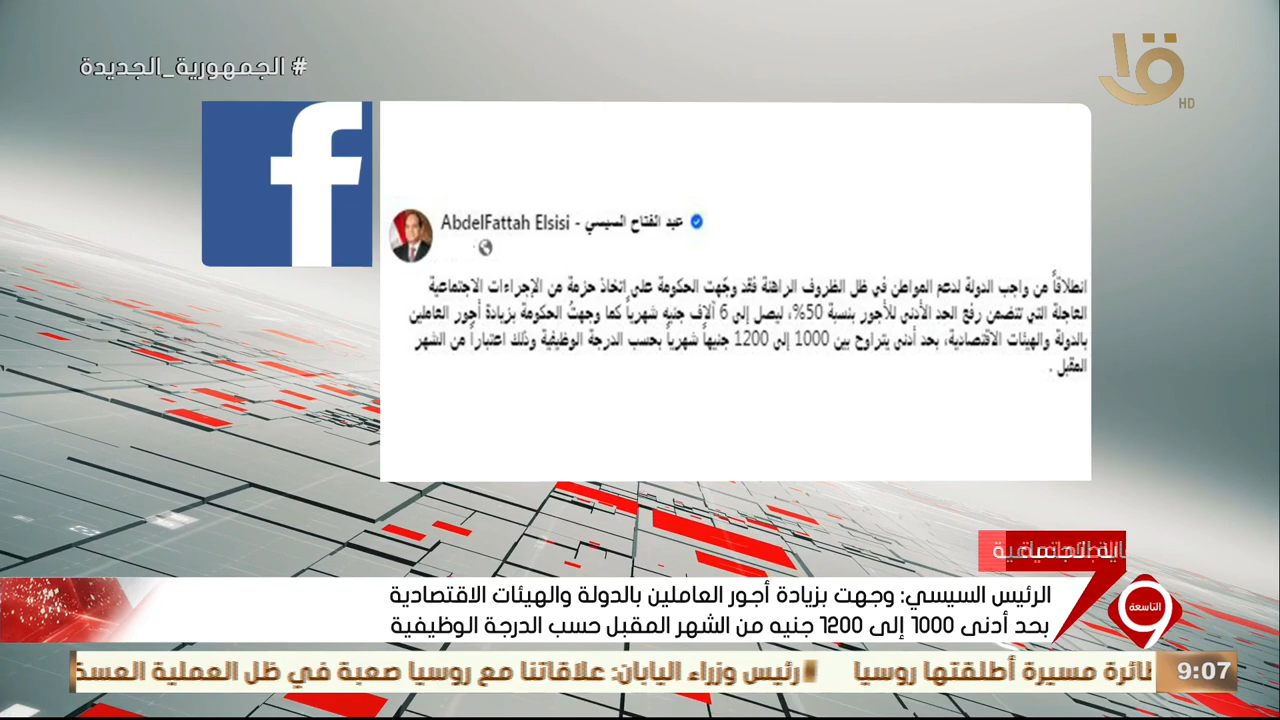 #الجمهورية_الجديدة
HD
AbdelFattah Elsisi - عبد الفتاح السيسي
انطلاقاً من واجب الدولة لدعم المواطن في ظل الظروف الراهنة فقد وجّهت الحكومة على اتخاذ حزمة من الإجراءات الاجتماعية
العاجلة التي تتضمن رفع الحد الأدنى للأجور بنسبة 50%، ليصل إلى 6 آلاف جنيه شهرياً كما وجهتُ الحكومة بزيادة أجور العاملين
بالدولة والهيئات الاقتصادية، بحد أدنى يتراوح بين 1000 إلى 1200 جنيهاً شهرياً بحسب الدرجة الوظيفية وذلك اعتباراً من الشهر
المقبل .
الرئيس السيسي: وجهت بزيادة أجور العاملين بالدولة والهيئات الاقتصادية
بحد أدنى 1000 إلى 1200 جنيه من الشهر المقبل حسب الدرجة الوظيفية
التاسعة
9:07 طائرة مسيرة أطلقتها روسيا رئيس وزراء اليابان: علاقاتنا مع روسيا صعبة في ظل العملية العسك